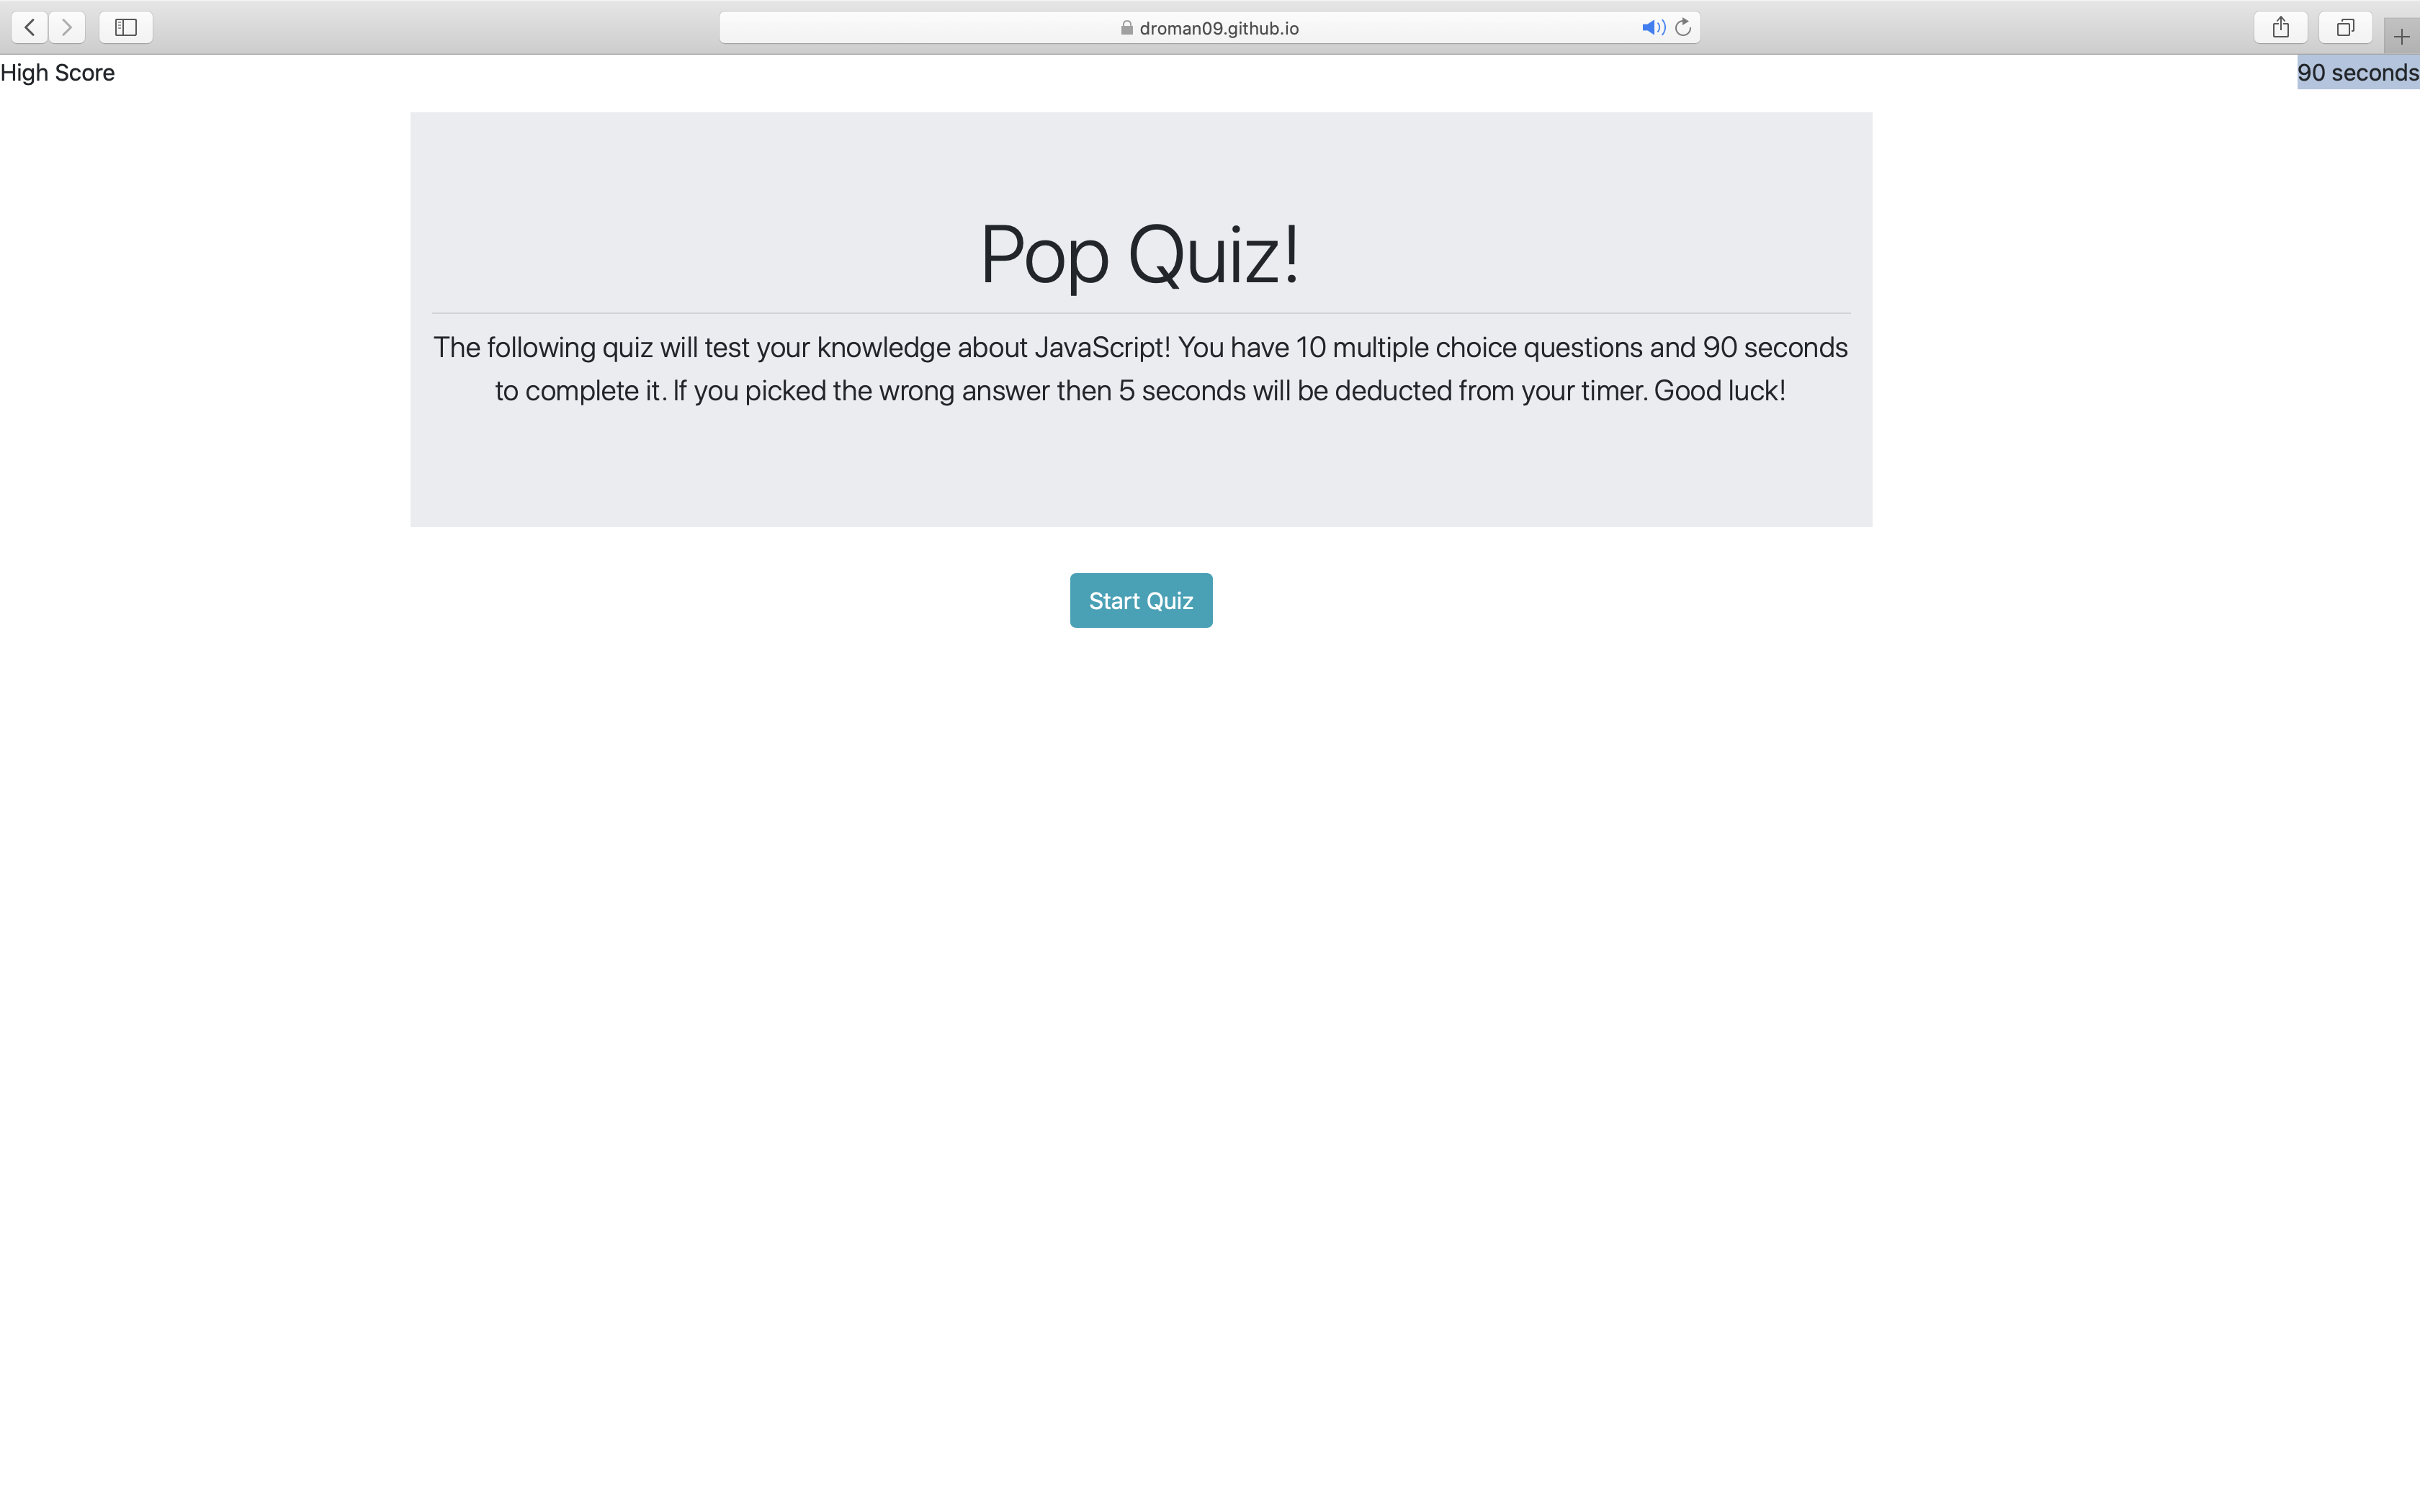 droman09.github.io
High Score
90 seconds
Pop Quiz!
The following quiz will test your knowledge about JavaScript! You have 10 multiple choice questions and 90 seconds
to complete it. If you picked the wrong answer then 5 seconds will be deducted from your timer. Good luck!
Start Quiz